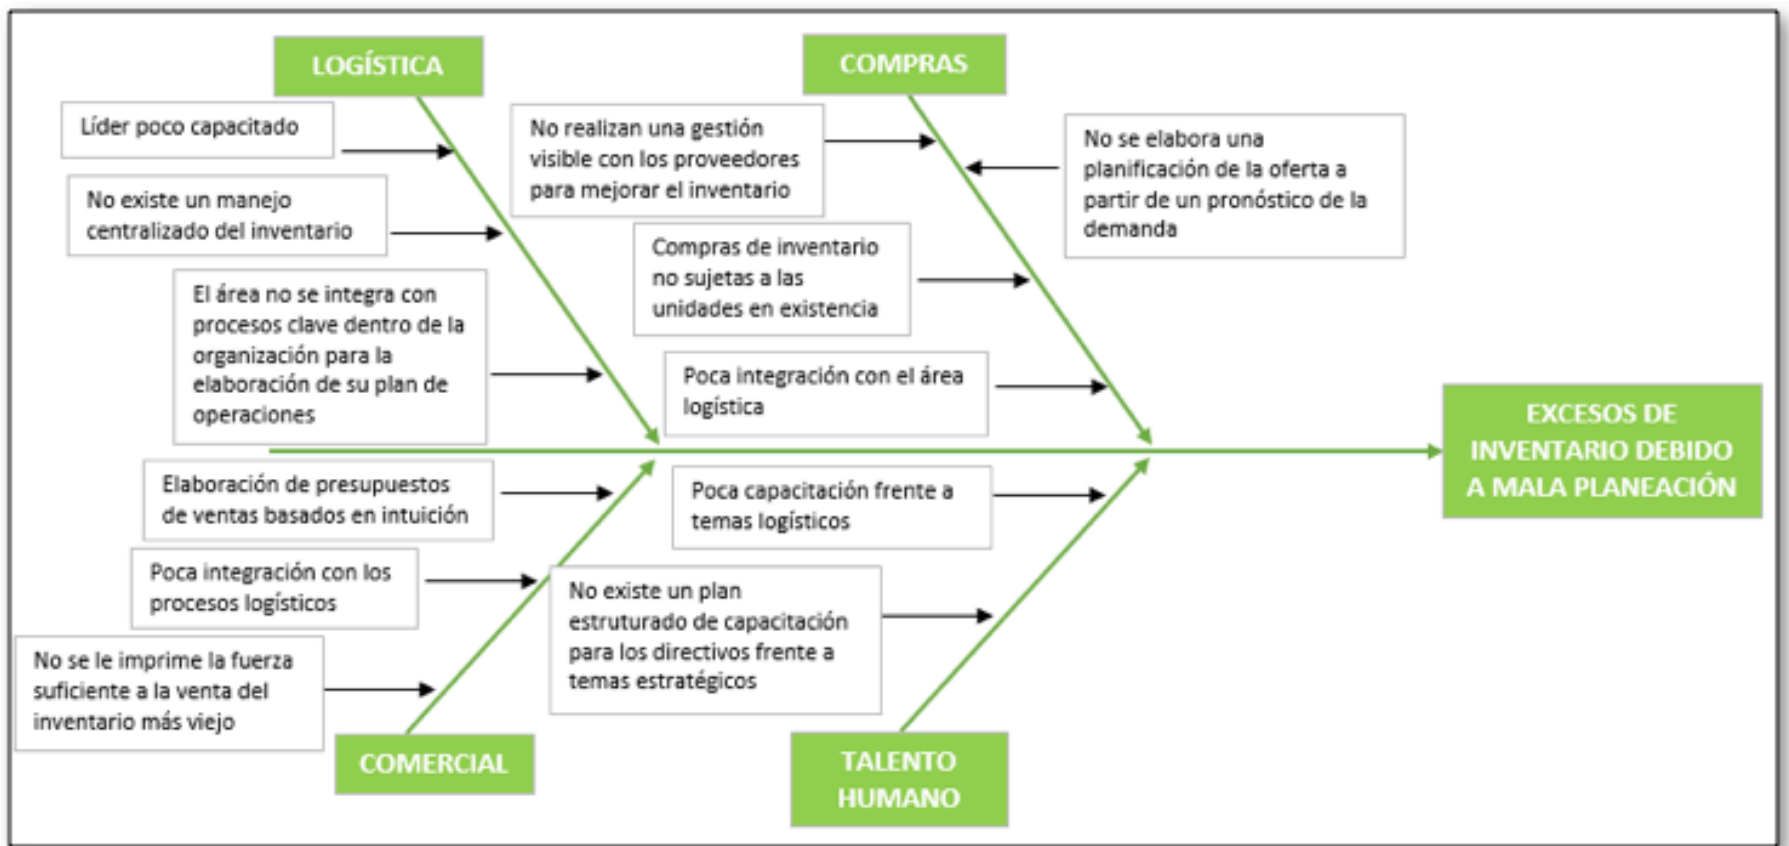 LOGÍSTICA
Líder poco capacitado
No existe un manejo
centralizado del inventario
El área no se integra con
procesos clave dentro de la
organización para la
elaboración de su plan de
operaciones
COMPRAS
No realizan una gestión
visible con los proveedores
para mejorar el inventario
Compras de inventario
no sujetas a las
unidades en existencia
Poca integración con el área
logística
No se elabora una
planificación de la oferta a
partir de un pronóstico de la
demanda
EXCESOS DE
INVENTARIO DEBIDO
A MALA PLANEACIÓN
Elaboración de presupuestos
de ventas basados en intuición
Poca integración con los
procesos logísticos
No se le imprime la fuerza
suficiente a la venta del
inventario más viejo
COMERCIAL
Poca capacitación frente a
temas logísticos
No existe un plan
estruturado de capacitación
para los directivos frente a
temas estratégicos
TALENTO
HUMANO